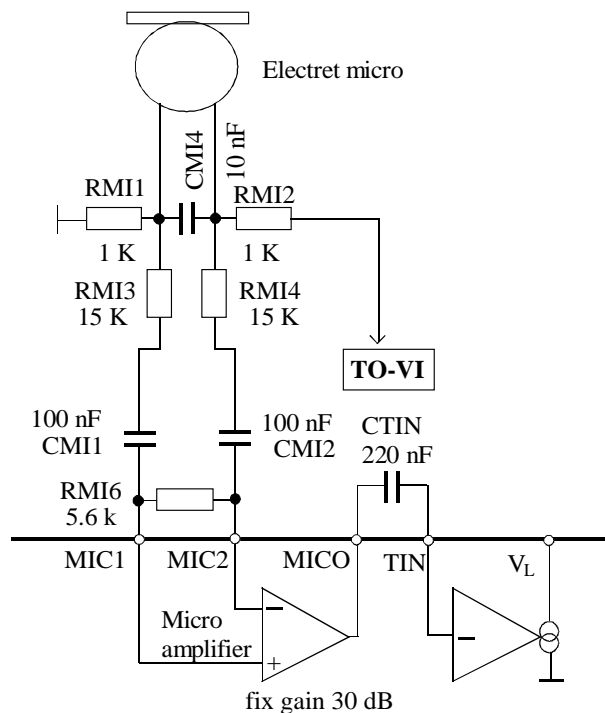 Electret micro
CMI4
10 nF
RMI1
RMI2
1 K
1 K
RMI3
RMI4
15 K
15 K
TO-VI
100 nF
CMI1
100 nF
CMI2
CTIN
220 nF
RMI6
5.6 k
MIC1
MIC2
MICO
TIN
VL
Micro
amplifier
−
+
−
fix gain 30 dB